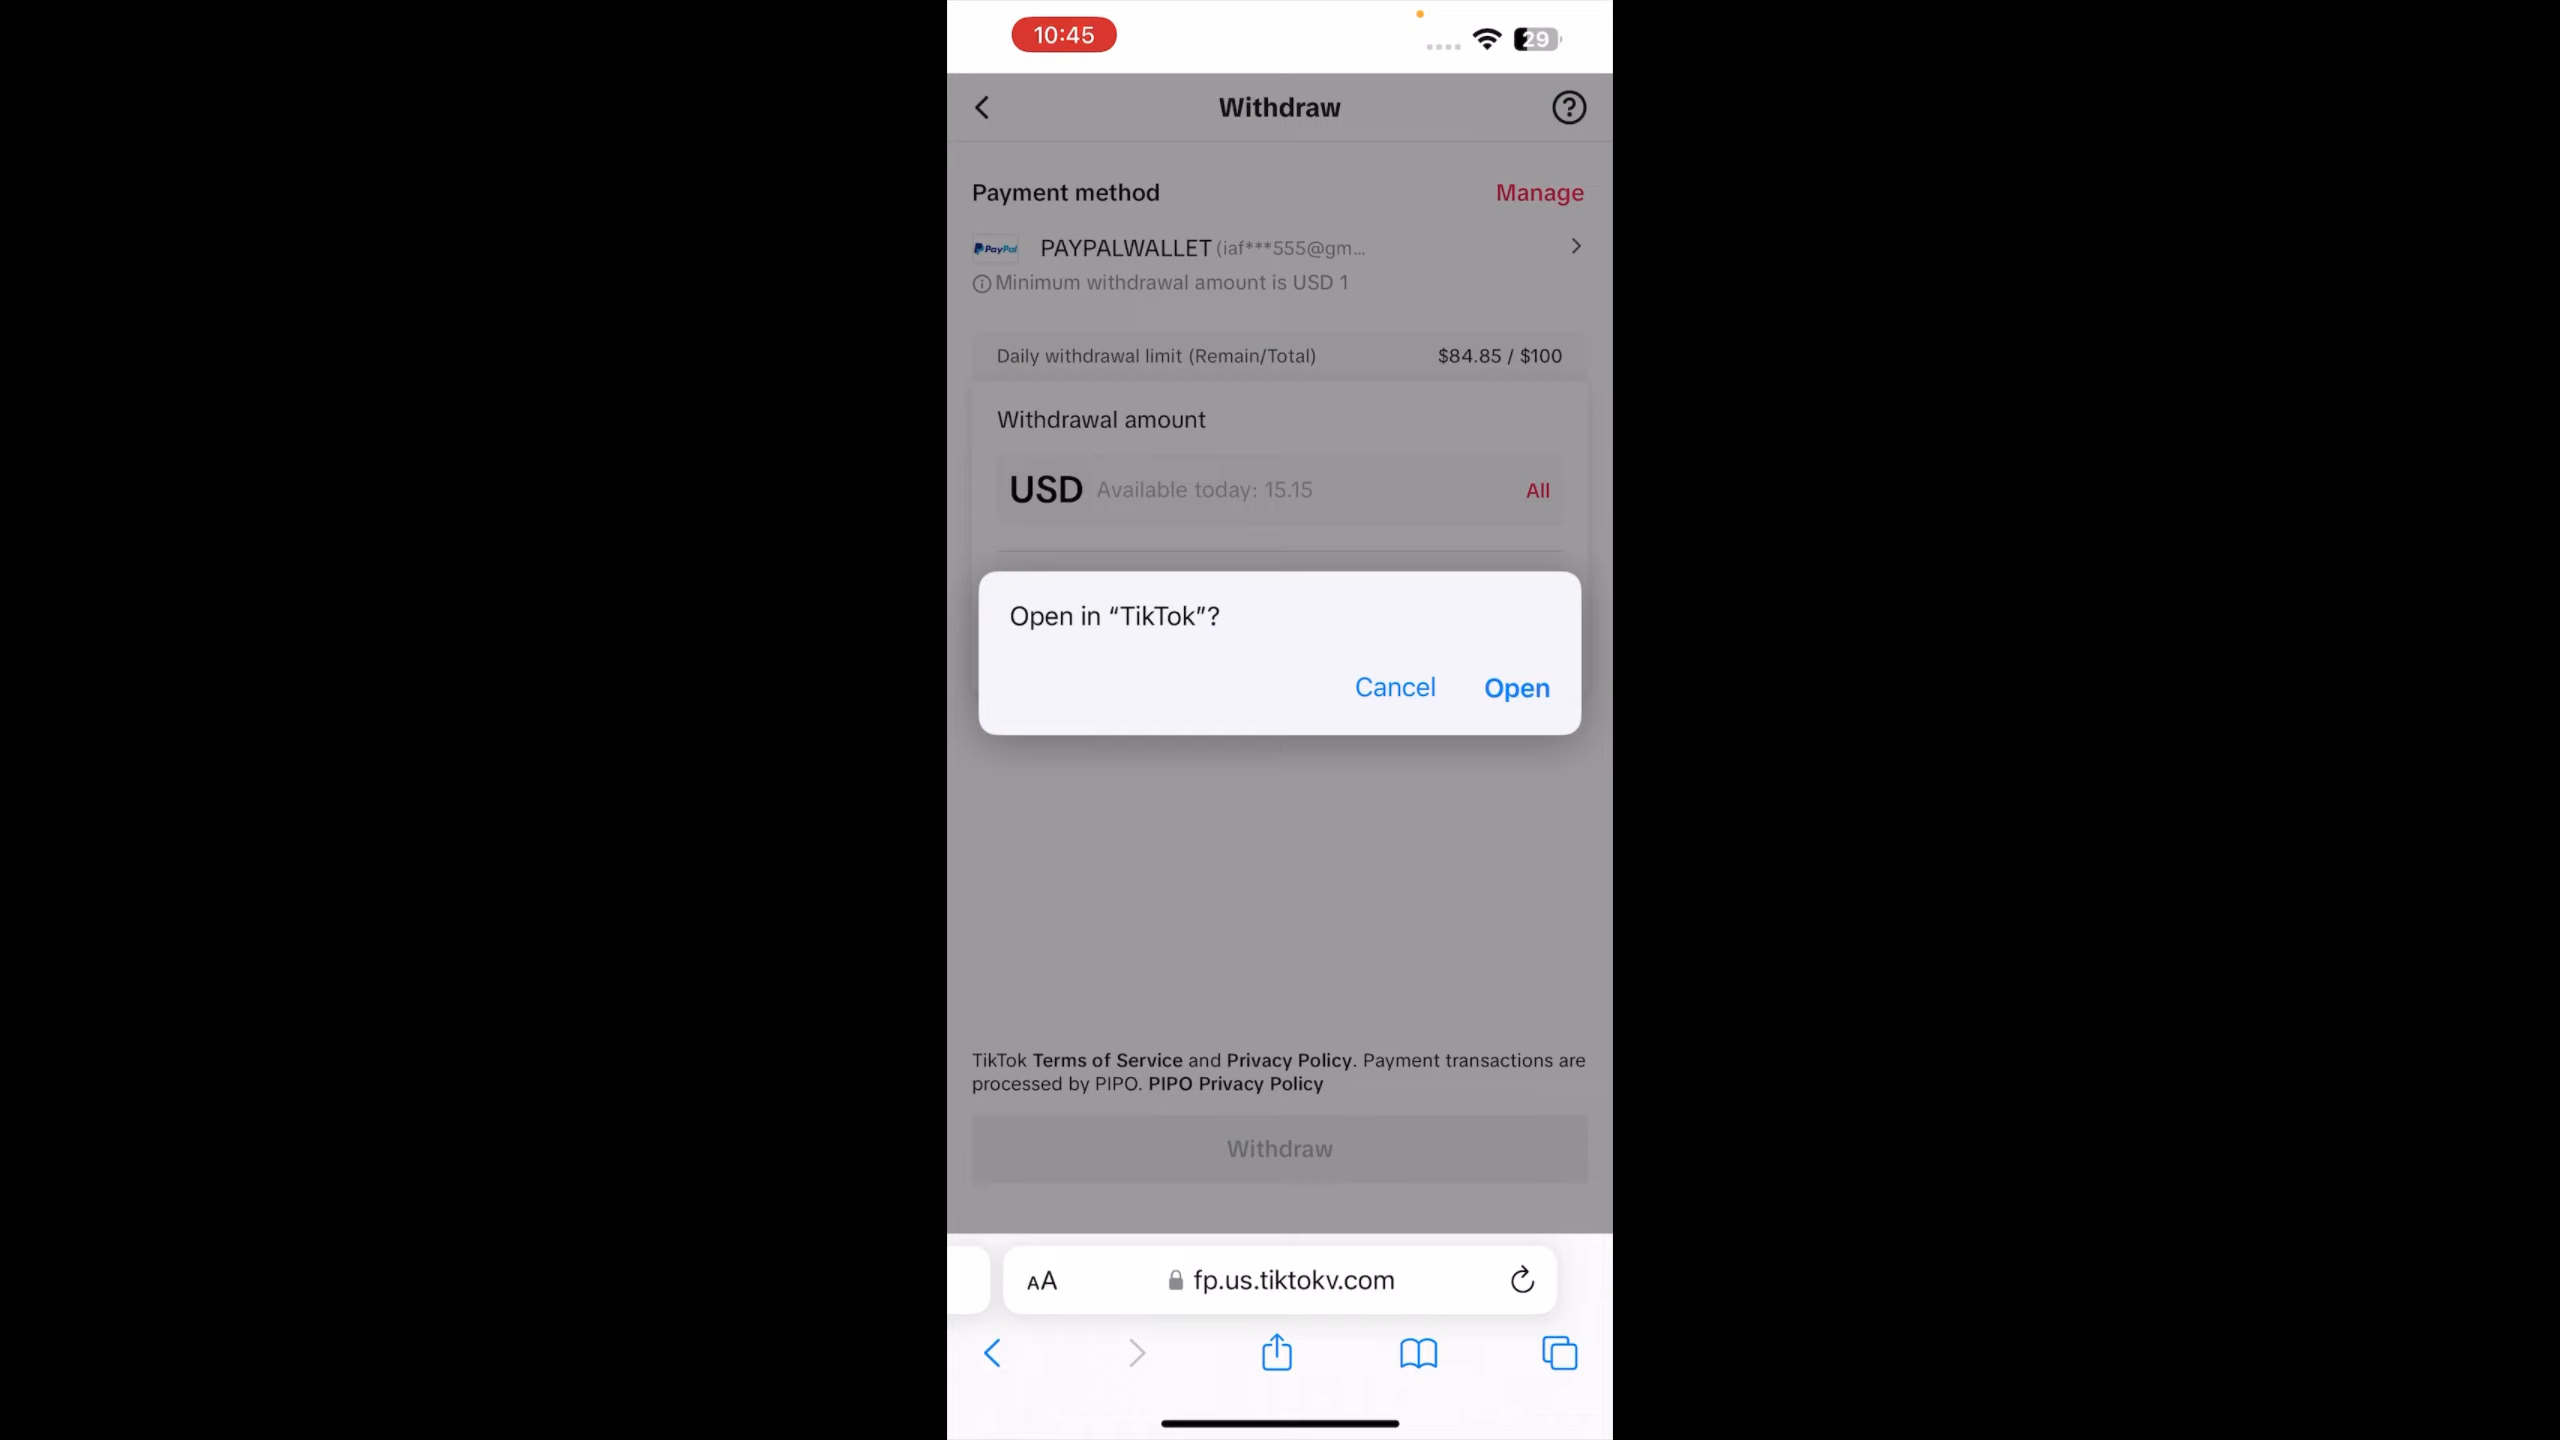 10:45
29
Withdraw
Payment method
Manage
PayPal
PAYPALWALLET (iaf***555@gm...
Minimum withdrawal amount is USD 1
Daily withdrawal limit (Remain/Total)
$84.85 / $100
Withdrawal amount
USD
Available today: 15.15
All
Open in “TikTok”?
Cancel
Open
TikTok Terms of Service and Privacy Policy. Payment transactions are
processed by PIPO. PIPO Privacy Policy
Withdraw
AA
fp.us.tiktokv.com